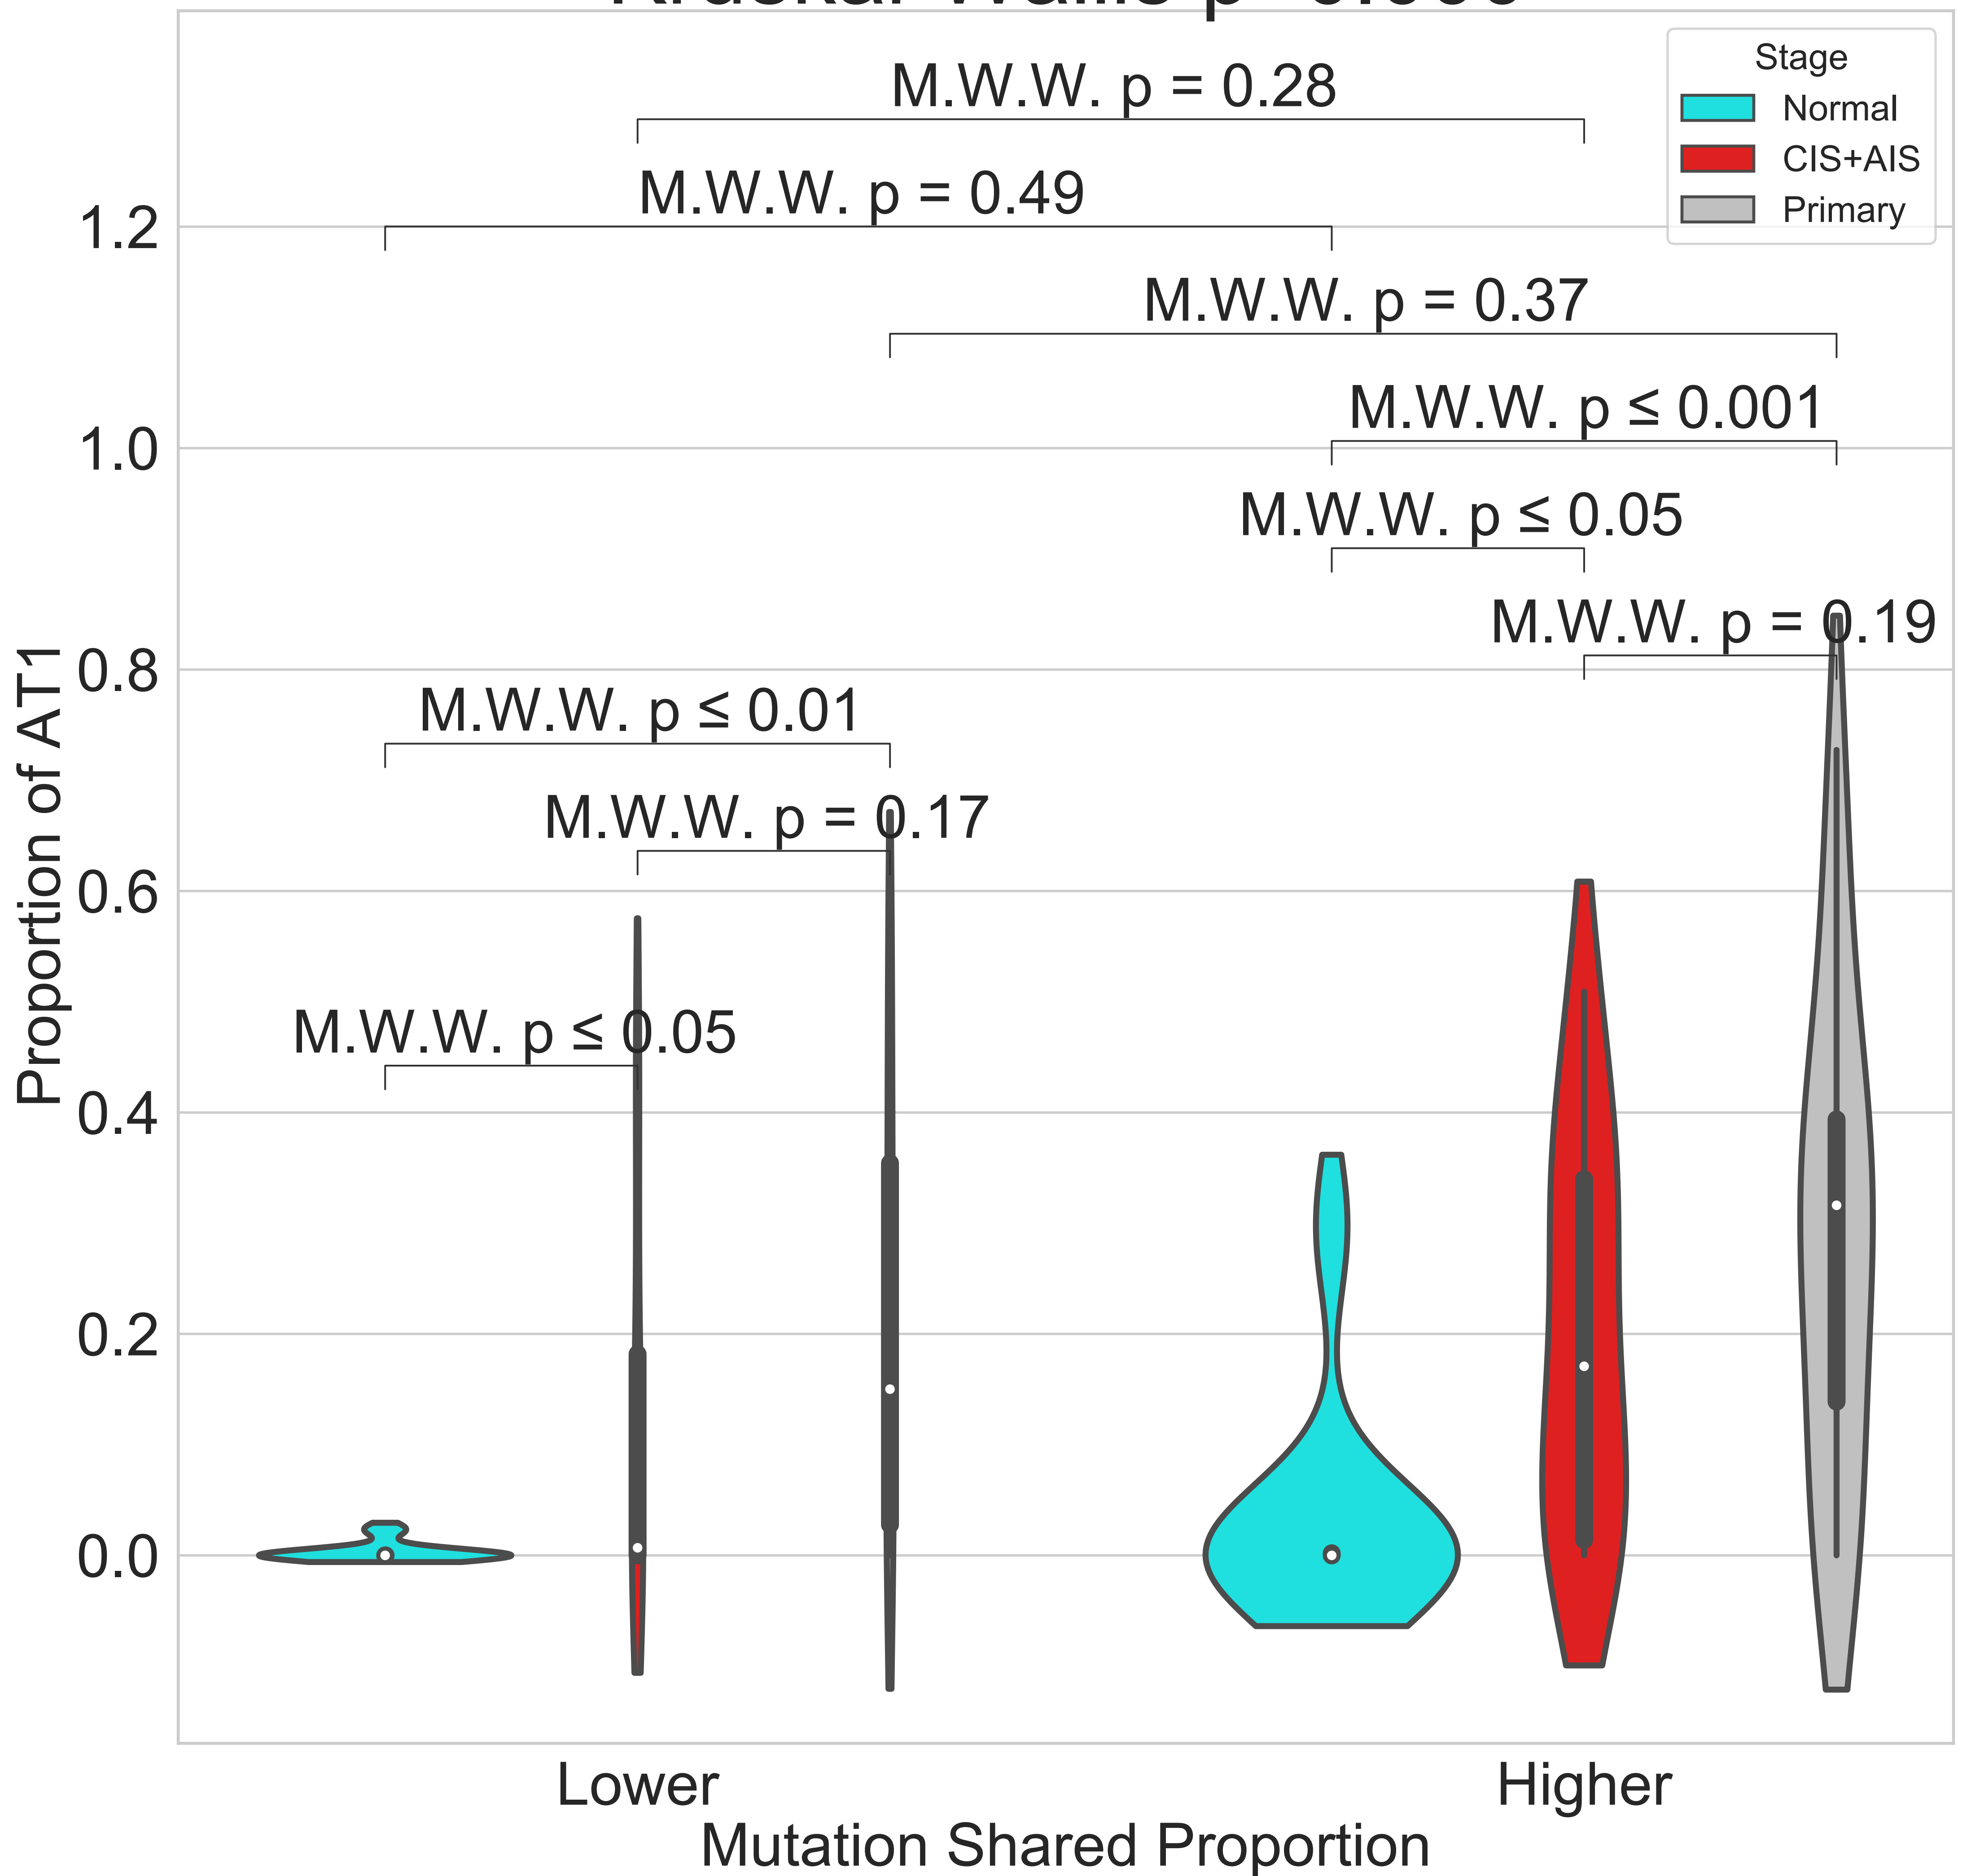 Stage
Normal
CIS+AIS
Primary
M.W.W. p = 0.28
M.W.W. p = 0.49
M.W.W. p = 0.37
M.W.W. p ≤ 0.001
M.W.W. p ≤ 0.05
M.W.W. p = 0.19
M.W.W. p ≤ 0.01
M.W.W. p = 0.17
M.W.W. p ≤ 0.05
1.2
1.0
0.8
0.6
0.4
0.2
0.0
Proportion of AT1
Lower
Higher
Mutation Shared Proportion